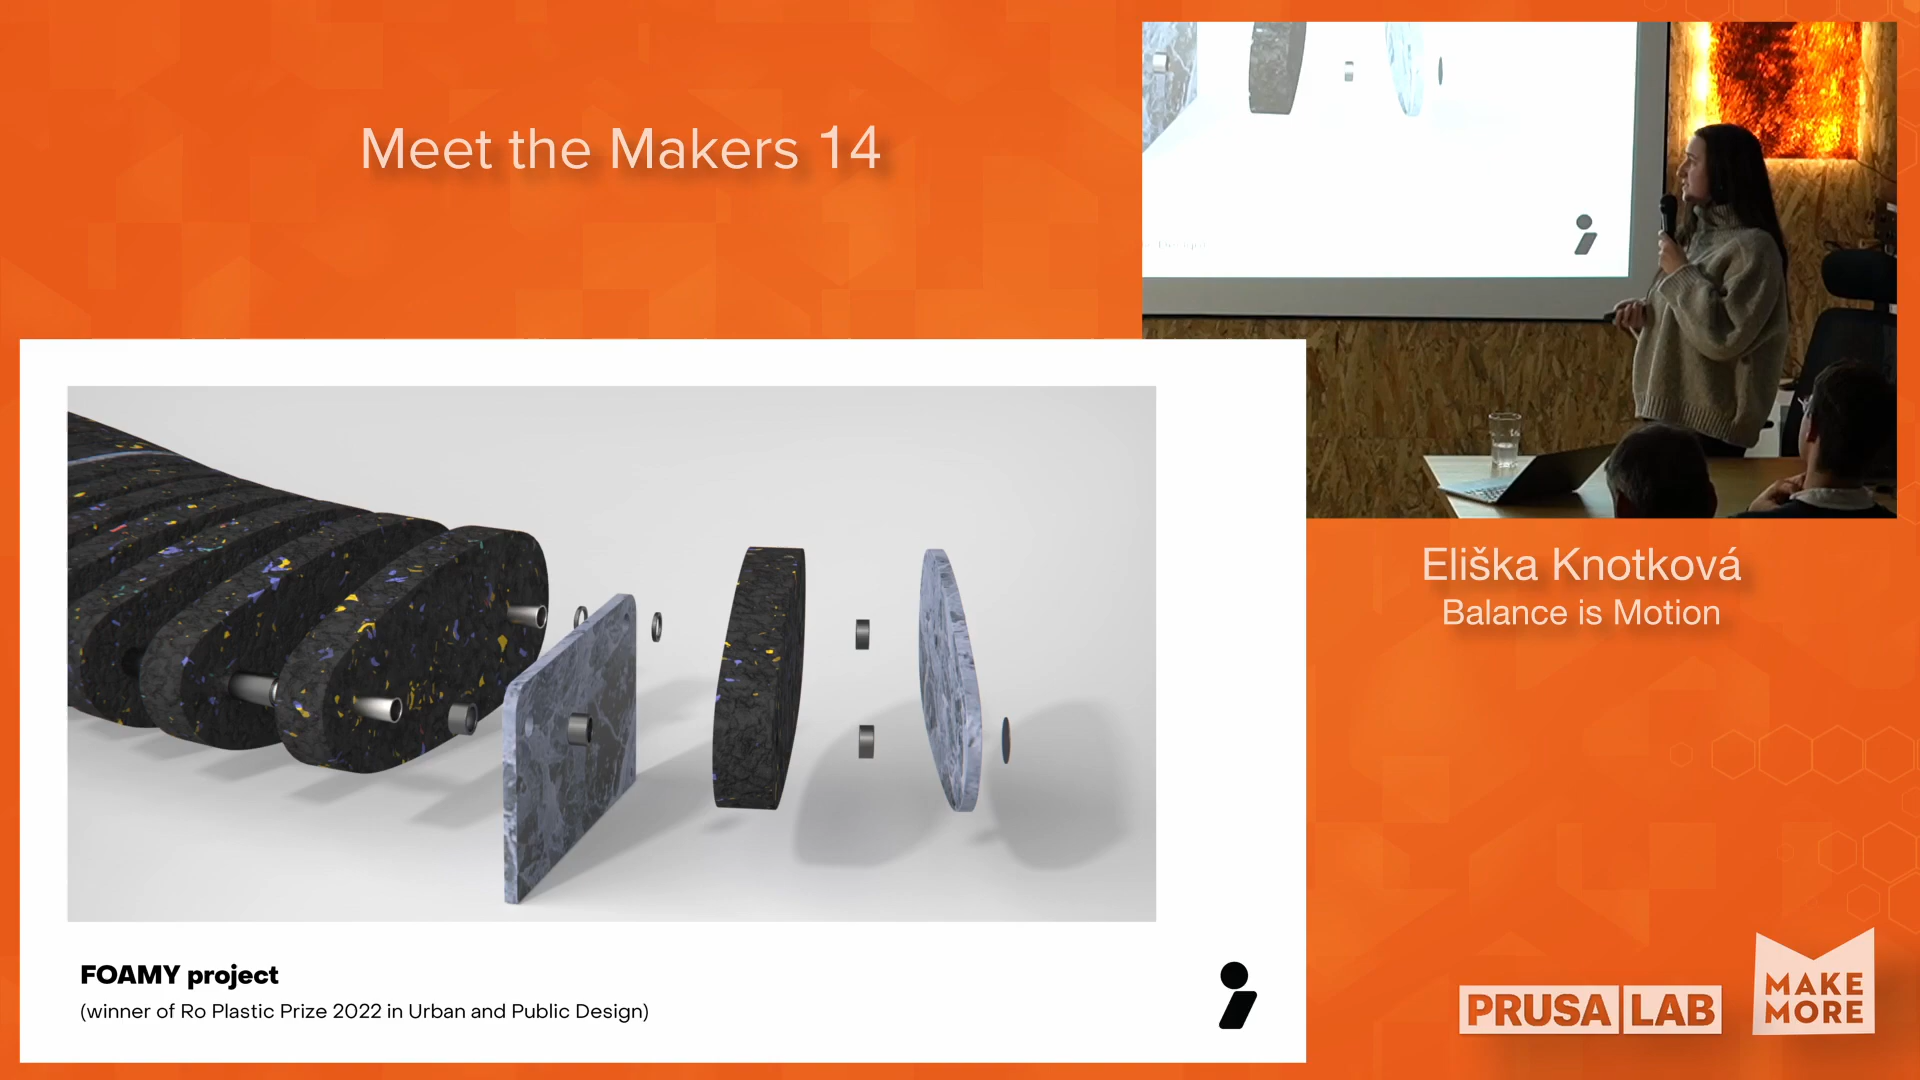 Meet the Makers 14
Eliška Knotková
Balance is Motion
FOAMY project
(winner of Ro Plastic Prize 2022 in Urban and Public Design)
PRUSA LAB
MAKE
MORE